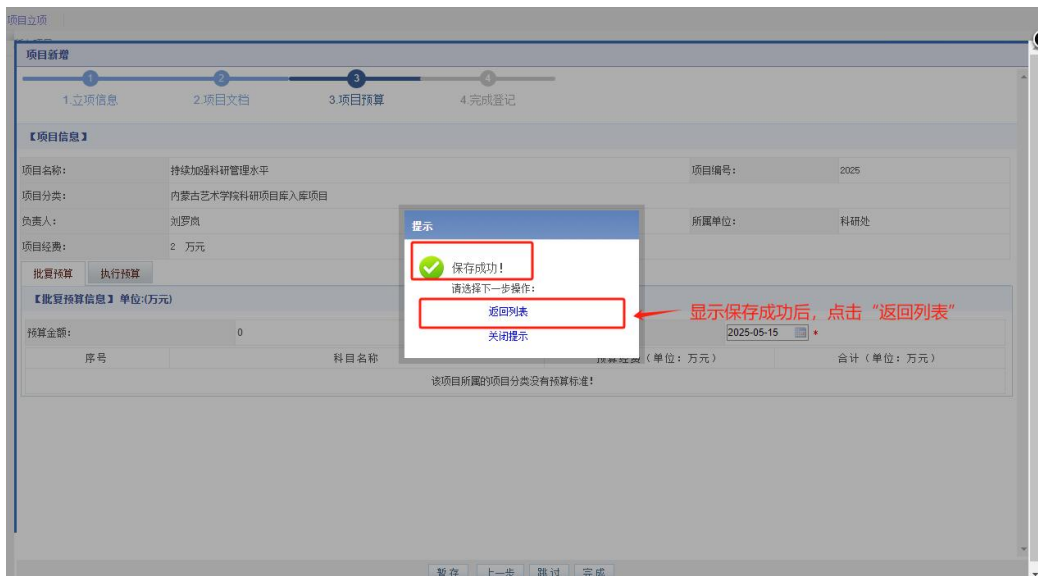 项目立项
项目新增
1 2 3 4
1.立项信息 2.项目文档 3.项目预算 4.完成登记
【项目信息】
项目名称： 持续加强科研管理水平 项目编号： 2025
项目分类： 内蒙古艺术学院科研项目库入库项目
负责人： 刘罗岚 所属单位： 科研处
项目经费： 2 万元
批复预算 执行预算
【批复预算信息】单位:(万元)
预算金额： 0 2025-05-15 *
序号 科目名称 预算经费（单位：万元） 合计（单位：万元）
该项目所属的项目分类没有预算标准!
提示
保存成功!
请选择下一步操作:
返回列表
关闭提示
显示保存成功后，点击“返回列表”
暂存 上一步 跳过 完成